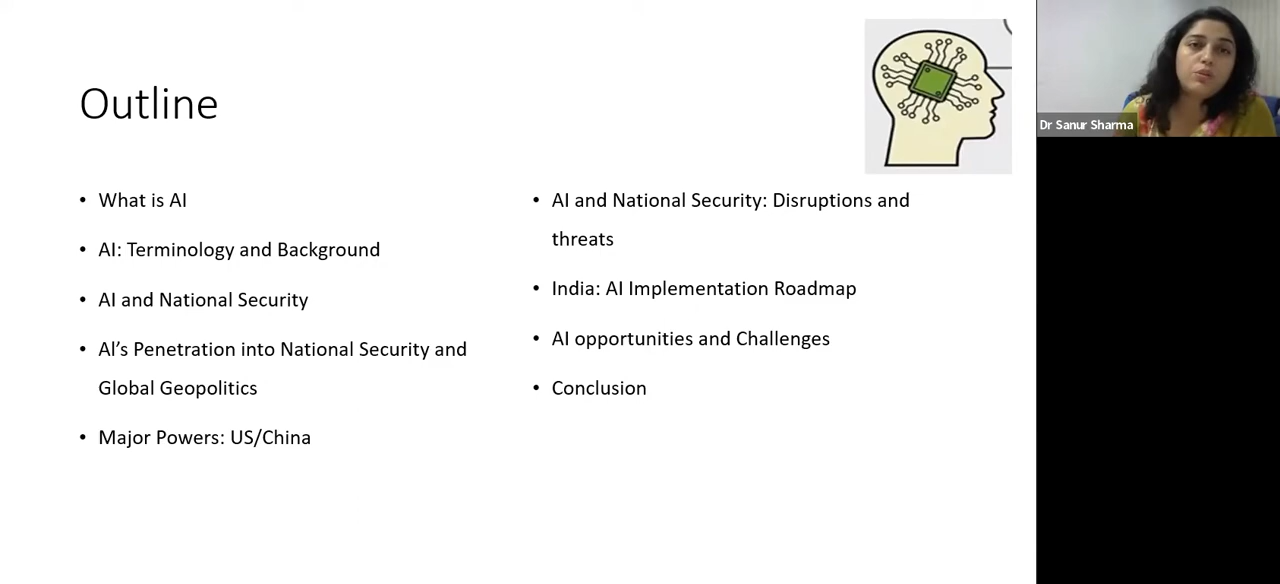 Outline
• What is AI
• AI: Terminology and Background
• AI and National Security
• AI’s Penetration into National Security and
Global Geopolitics
• Major Powers: US/China
• AI and National Security: Disruptions and
threats
• India: AI Implementation Roadmap
• AI opportunities and Challenges
• Conclusion
Dr Sanur Sharma